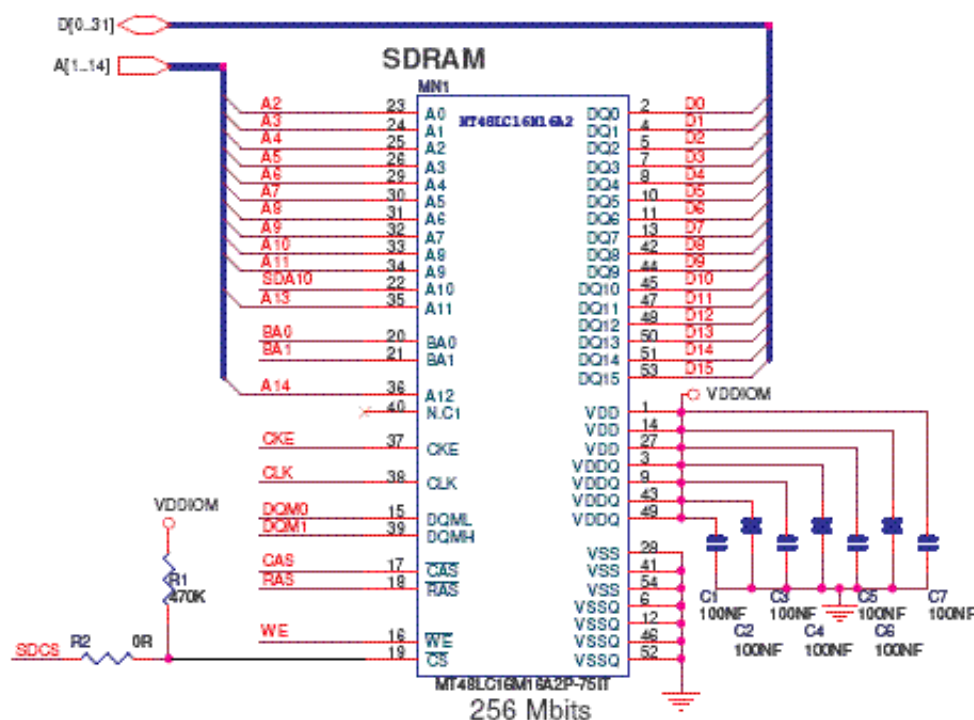 D[0..31]
A[1..14]
SDRAM
MN1
MT48LC16M16A2
A2 23 A0 DQ0 2 D0
A3 24 A1 DQ1 4 D1
A4 25 A2 DQ2 5 D2
A5 26 A3 DQ3 7 D3
A6 29 A4 DQ4 8 D4
A7 30 A5 DQ5 10 D5
A8 31 A6 DQ6 11 D6
A9 32 A7 DQ7 13 D7
A10 33 A8 DQ8 42 D8
A11 34 A9 DQ9 44 D9
SDA10 22 A10 DQ10 45 D10
A13 35 A11 DQ11 47 D11
DQ12 48 D12
BA0 20 BA0 DQ13 50 D13
BA1 21 BA1 DQ14 51 D14
DQ15 53 D15
A14 36 A12 VDDIOM
40 N.C1 VDD 1
VDD 14
CKE 37 CKE VDD 27
VDDQ 3
CLK 38 CLK VDDQ 9
VDDQ 43
DQM0 15 DQML VDDQ 49
DQM1 39 DQMH
VDDIOM
VSS 28
CAS 17 CAS VSS 41
RAS 18 RAS VSS 54
VSSQ 6
VSSQ 12
WE 16 WE VSSQ 46
19 CS VSSQ 52
R1
470K
SDCS R2 0R
C1 C3 C5 C7
100NF 100NF 100NF 100NF
C2 C4 C6
100NF 100NF 100NF
MT48LC16M16A2P-75IT
256 Mbits